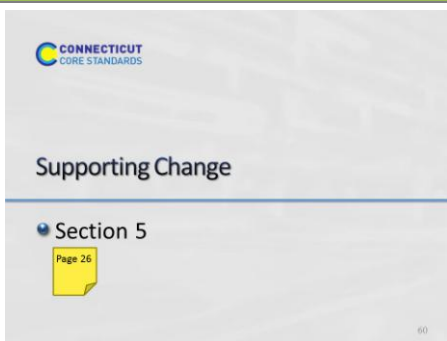 CONNECTICUT
CORE STANDARDS
Supporting Change
Section 5
Page 26
60